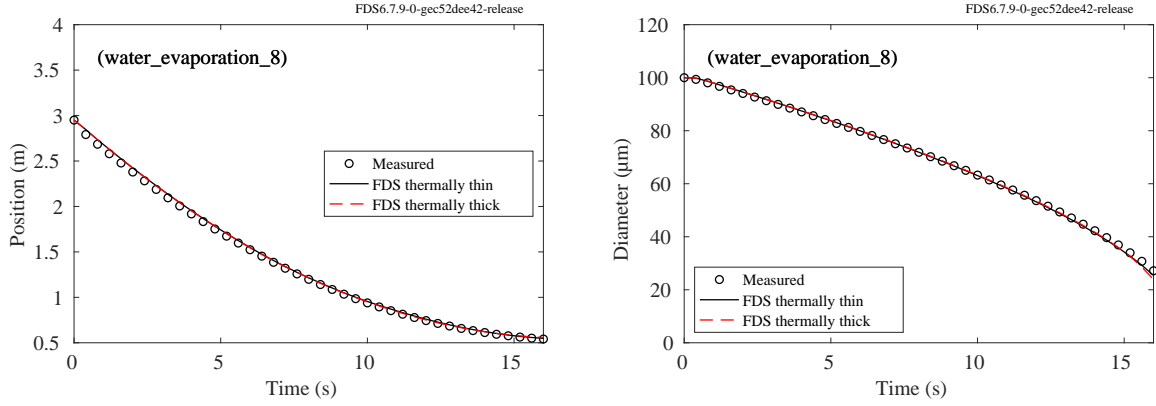 FDS6.7.9-0-gec52dee42-release
(water_evaporation_8)
4
3.5
3
2.5
2
1.5
1
0.5
Position (m)
Measured
FDS thermally thin
FDS thermally thick
0
5
10
15
Time (s)
FDS6.7.9-0-gec52dee42-release
(water_evaporation_8)
120
100
80
60
40
20
0
Diameter (μm)
Measured
FDS thermally thin
FDS thermally thick
0
5
10
15
Time (s)